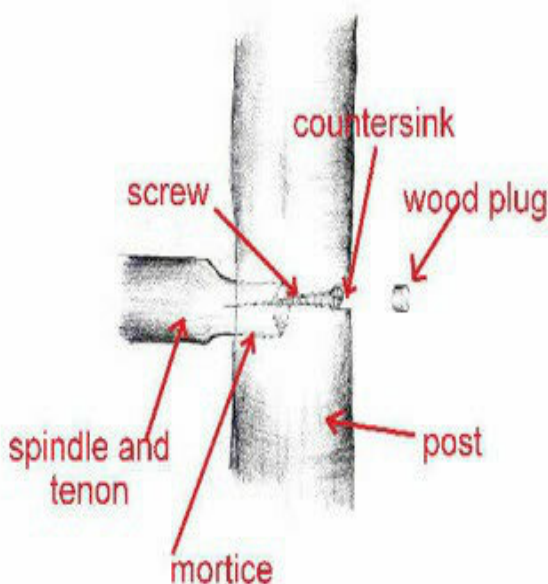 countersink
screw
wood plug
spindle and
tenon
post
mortice